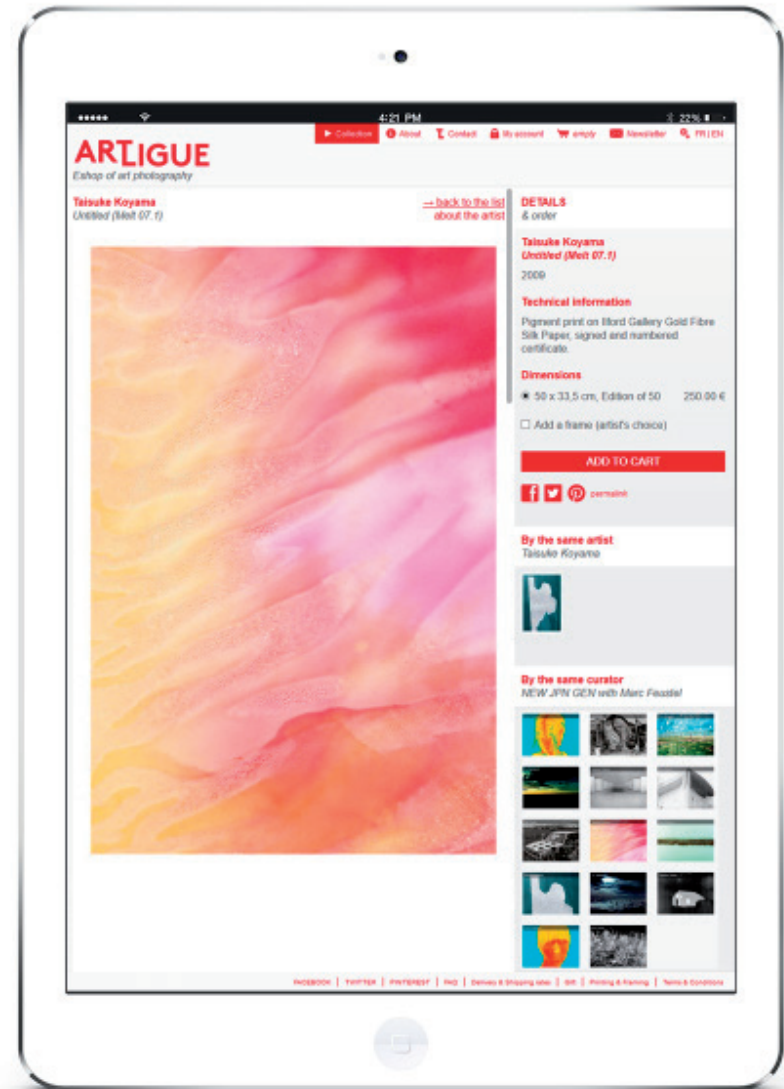 4:21 PM
22%
Collection
About
Contact
My account
empty
Newsletter
FR | EN
ARTLIGUE
Eshop of art photography
Taisuke Koyama
Untitled (Melt 07.1)
→ back to the list
about the artist
DETAILS
& order
Taisuke Koyama
Untitled (Melt 07.1)
2009
Technical information
Pigment print on Ilford Gallery Gold Fibre
Silk Paper, signed and numbered
certificate.
Dimensions
50 x 33,5 cm, Edition of 50 250.00 €
Add a frame (artist's choice)
ADD TO CART
permalink
By the same artist
Taisuke Koyama
By the same curator
NEW JPN GEN with Marc Feustel
FACEBOOK | TWITTER | PINTEREST | FAQ | Delivery & Shipping rates | Gift | Printing & Framing | Terms & Conditions